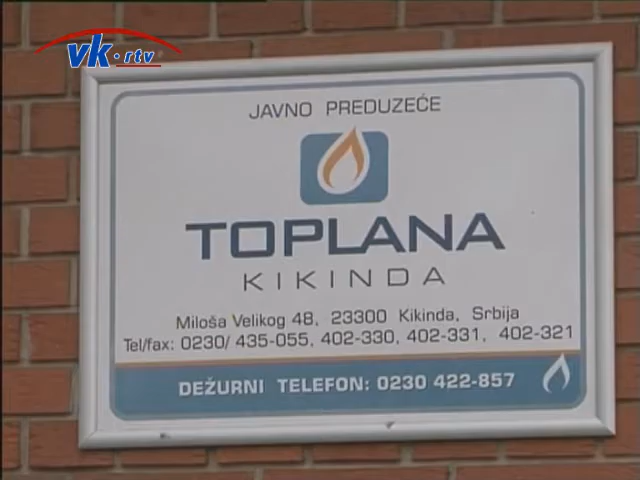 vk·rtv
JAVNO PREDUZEĆE
TOPLANA
KIKINDA
Miloša Velikog 48, 23300 Kikinda, Srbija
Tel/fax: 0230/ 435-055, 402-330, 402-331, 402-321
DEŽURNI TELEFON: 0230 422-857